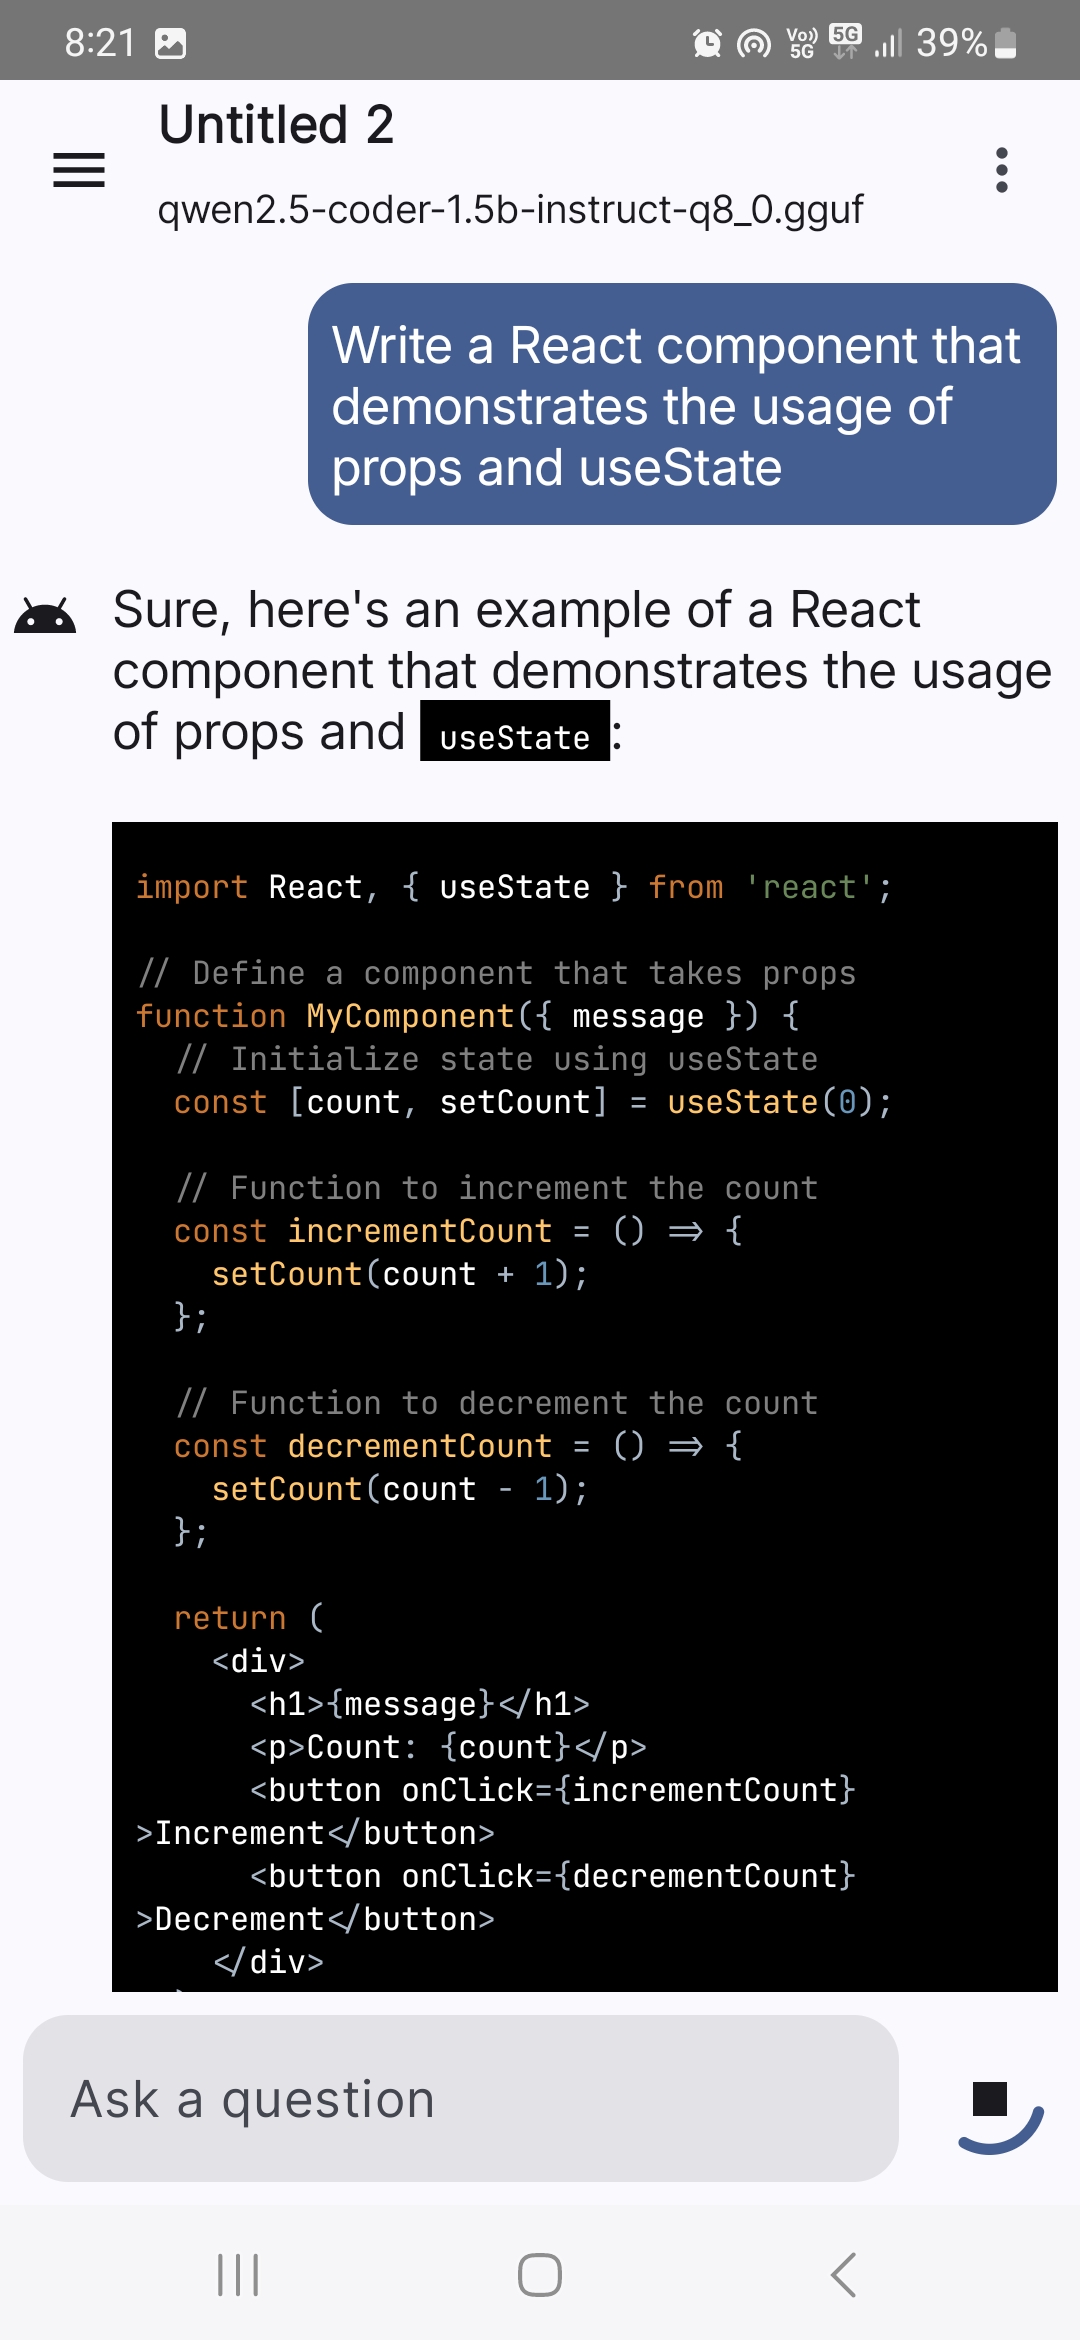 8:21 Vo)) 5G 5G 39%
Untitled 2
qwen2.5-coder-1.5b-instruct-q8_0.gguf
Write a React component that
demonstrates the usage of
props and useState
Sure, here's an example of a React
component that demonstrates the usage
of props and useState:
import React, { useState } from 'react';
// Define a component that takes props
function MyComponent({ message }) {
  // Initialize state using useState
  const [count, setCount] = useState(0);
  // Function to increment the count
  const incrementCount = () => {
    setCount(count + 1);
  };
  // Function to decrement the count
  const decrementCount = () => {
    setCount(count - 1);
  };
  return (
    <div>
      <h1>{message}</h1>
      <p>Count: {count}</p>
      <button onClick={incrementCount}
>Increment</button>
      <button onClick={decrementCount}
>Decrement</button>
    </div>
Ask a question